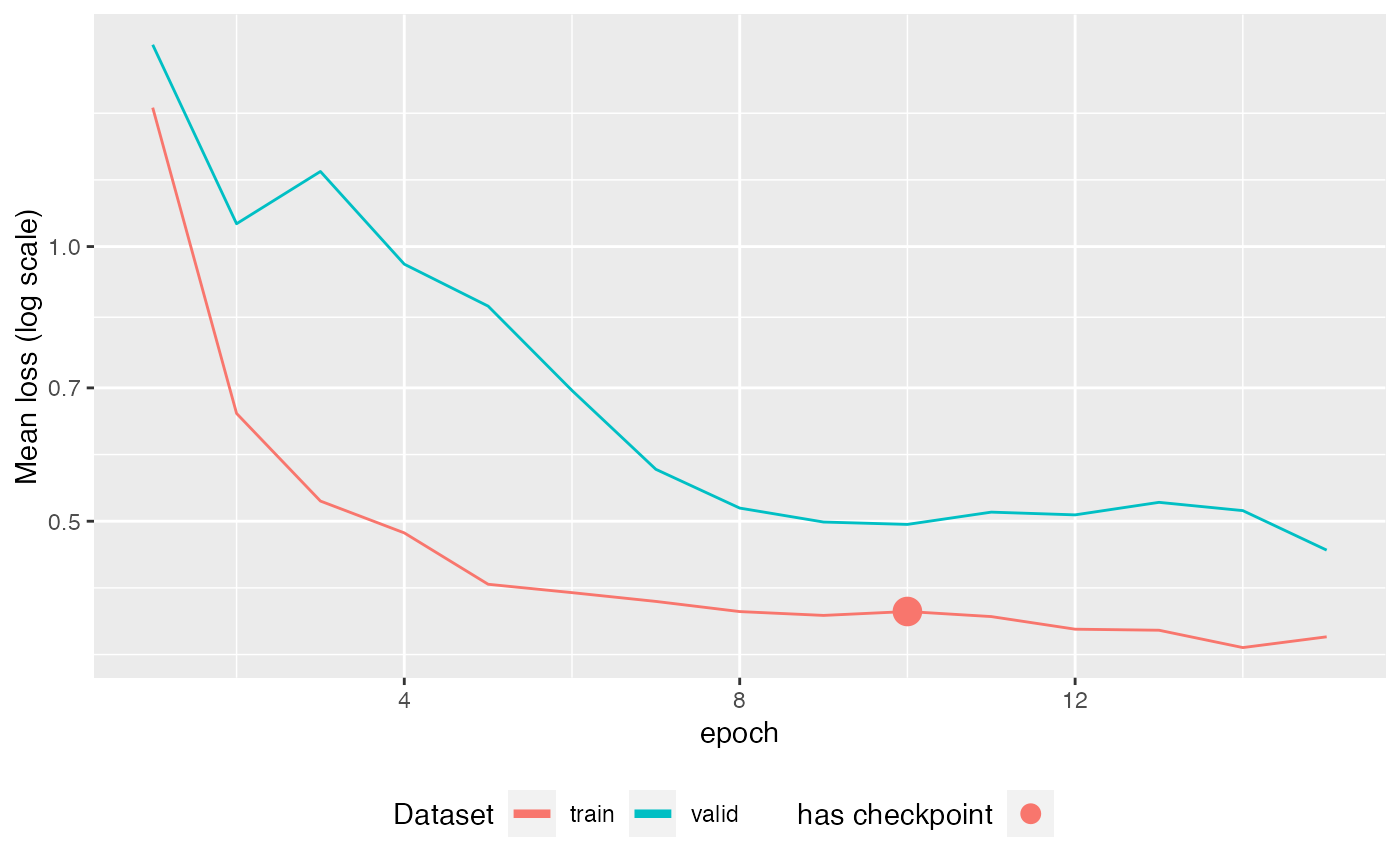 Mean loss (log scale)
1.0
0.7
0.5
4 8 12
epoch
Dataset train valid has checkpoint